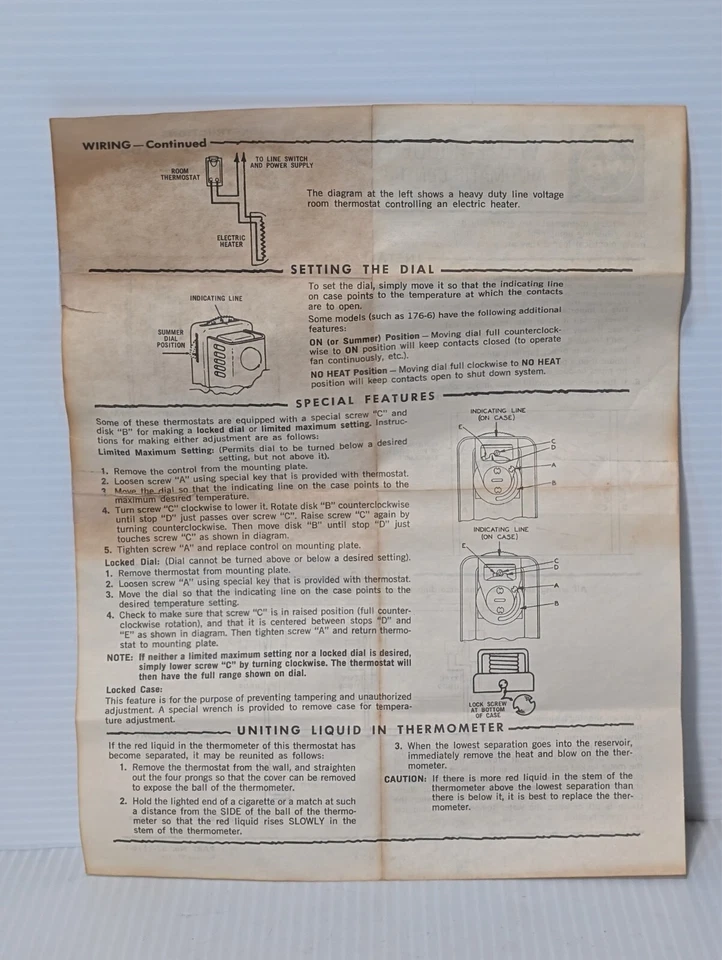 WIRING — Continued
ROOM
THERMOSTAT
TO LINE SWITCH
AND POWER SUPPLY
ELECTRIC
HEATER
The diagram at the left shows a heavy duty line voltage
room thermostat controlling an electric heater.
SETTING THE DIAL
INDICATING LINE
SUMMER
DIAL
POSITION
To set the dial, simply move it so that the indicating line
on case points to the temperature at which the contacts
are to open.
Some models (such as 176-6) have the following additional
features:
ON (or Summer) Position — Moving dial full counterclock-
wise to ON position will keep contacts closed (to operate
fan continuously, etc.).
NO HEAT Position — Moving dial full clockwise to NO HEAT
position will keep contacts open to shut down system.
SPECIAL FEATURES
Some of these thermostats are equipped with a special screw "C" and
disk "B" for making a locked dial or limited maximum setting. Instruc-
tions for making either adjustment are as follows:
Limited Maximum Setting: (Permits dial to be turned below a desired
setting, but not above it).
1. Remove the control from the mounting plate.
2. Loosen screw "A" using special key that is provided with thermostat.
3. Move the dial so that the indicating line on the case points to the
maximum desired temperature.
4. Turn screw "C" clockwise to lower it. Rotate disk "B" counterclockwise
until stop "D" just passes over screw "C". Raise screw "C" again by
turning counterclockwise. Then move disk "B" until stop "D" just
touches screw "C" as shown in diagram.
5. Tighten screw "A" and replace control on mounting plate.
Locked Dial: (Dial cannot be turned above or below a desired setting).
1. Remove thermostat from mounting plate.
2. Loosen screw "A" using special key that is provided with thermostat.
3. Move the dial so that the indicating line on the case points to the
desired temperature setting.
4. Check to make sure that screw "C" is in raised position (full counter-
clockwise rotation), and that it is centered between stops "D" and
"E" as shown in diagram. Then tighten screw "A" and return thermo-
stat to mounting plate.
NOTE: If neither a limited maximum setting nor a locked dial is desired,
simply lower screw "C" by turning clockwise. The thermostat will
then have the full range shown on dial.
Locked Case:
This feature is for the purpose of preventing tampering and unauthorized
adjustment. A special wrench is provided to remove case for tempera-
ture adjustment.
INDICATING LINE
(ON CASE)
E
C
D
A
B
INDICATING LINE
(ON CASE)
E
C
D
A
B
LOCK SCREW
AT BOTTOM
OF CASE
UNITING LIQUID IN THERMOMETER
If the red liquid in the thermometer of this thermostat has
become separated, it may be reunited as follows:
1. Remove the thermostat from the wall, and straighten
out the four prongs so that the cover can be removed
to expose the ball of the thermometer.
2. Hold the lighted end of a cigarette or a match at such
a distance from the SIDE of the ball of the thermo-
meter so that the red liquid rises SLOWLY in the
stem of the thermometer.
3. When the lowest separation goes into the reservoir,
immediately remove the heat and blow on the ther-
mometer.
CAUTION: If there is more red liquid in the stem of the
thermometer above the lowest separation than
there is below it, it is best to replace the ther-
mometer.